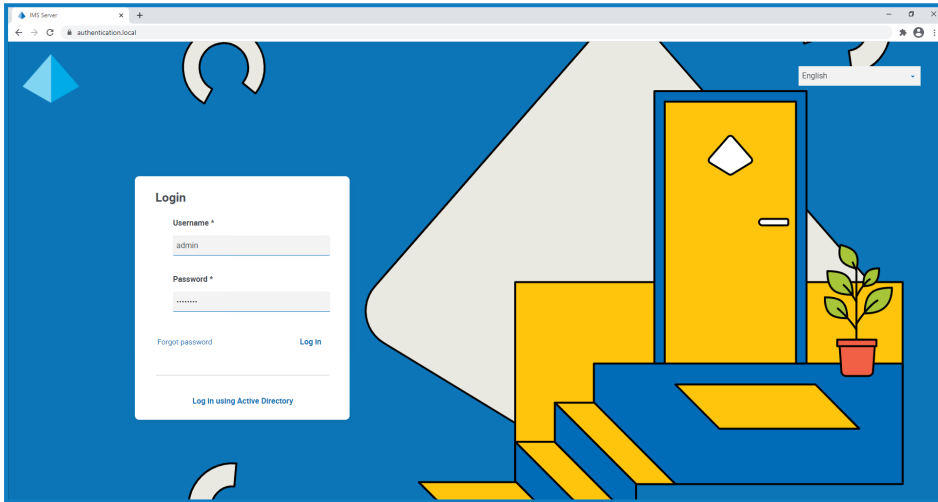 IMS Server
authentication.local
English
Login
Username *
admin
Password *
········
Forgot password
Log in
Log in using Active Directory